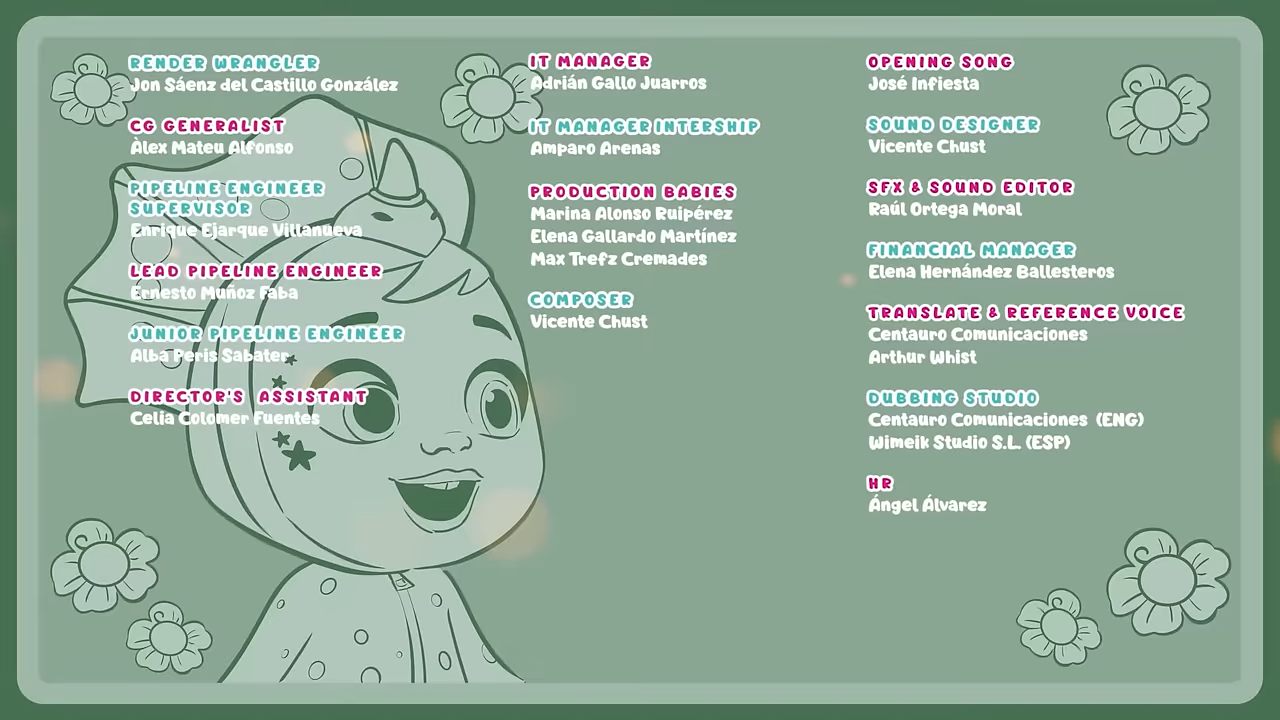 RENDER WRANGLER
Jon Sáenz del Castillo González
CG GENERALIST
Àlex Mateu Alfonso
PIPELINE ENGINEER
SUPERVISOR
Enrique Ejarque Villanueva
LEAD PIPELINE ENGINEER
Ernesto Muñoz Faba
JUNIOR PIPELINE ENGINEER
Alba Peris Sabater
DIRECTOR'S ASSISTANT
Celia Colomer Fuentes
IT MANAGER
Adrián Gallo Juarros
IT MANAGER INTERSHIP
Amparo Arenas
PRODUCTION BABIES
Marina Alonso Ruipérez
Elena Gallardo Martínez
Max Trefz Cremades
COMPOSER
Vicente Chust
OPENING SONG
José Infiesta
SOUND DESIGNER
Vicente Chust
SFX & SOUND EDITOR
Raúl Ortega Moral
FINANCIAL MANAGER
Elena Hernández Ballesteros
TRANSLATE & REFERENCE VOICE
Centauro Comunicaciones
Arthur Whist
DUBBING STUDIO
Centauro Comunicaciones (ENG)
Wimeik Studio S.L. (ESP)
HR
Ángel Álvarez